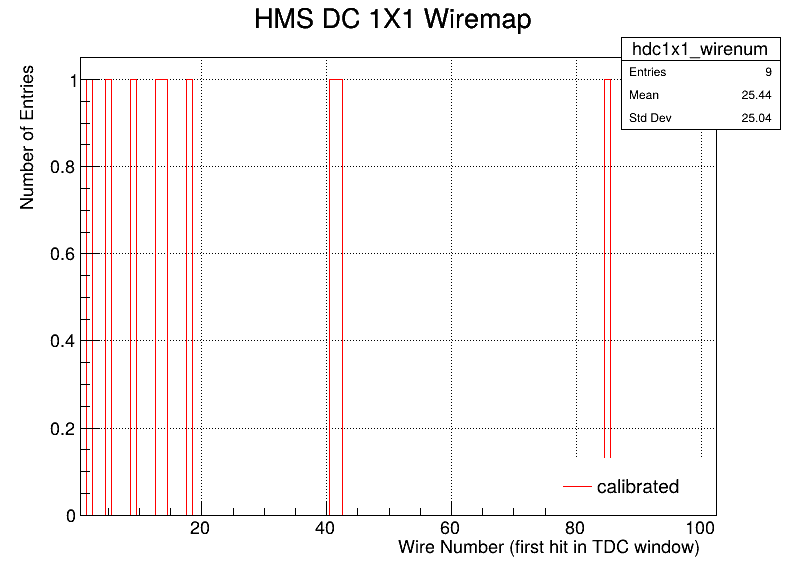 HMS DC 1X1 Wiremap
hdc1x1_wirenum
Entries 9
Mean 25.44
Std Dev 25.04
Number of Entries
1
0.8
0.6
0.4
0.2
0
20 40 60 80 100
calibrated
Wire Number (first hit in TDC window)